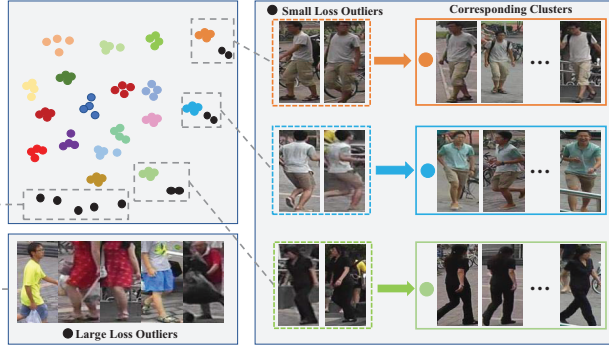 Small Loss Outliers
Corresponding Clusters
Large Loss Outliers